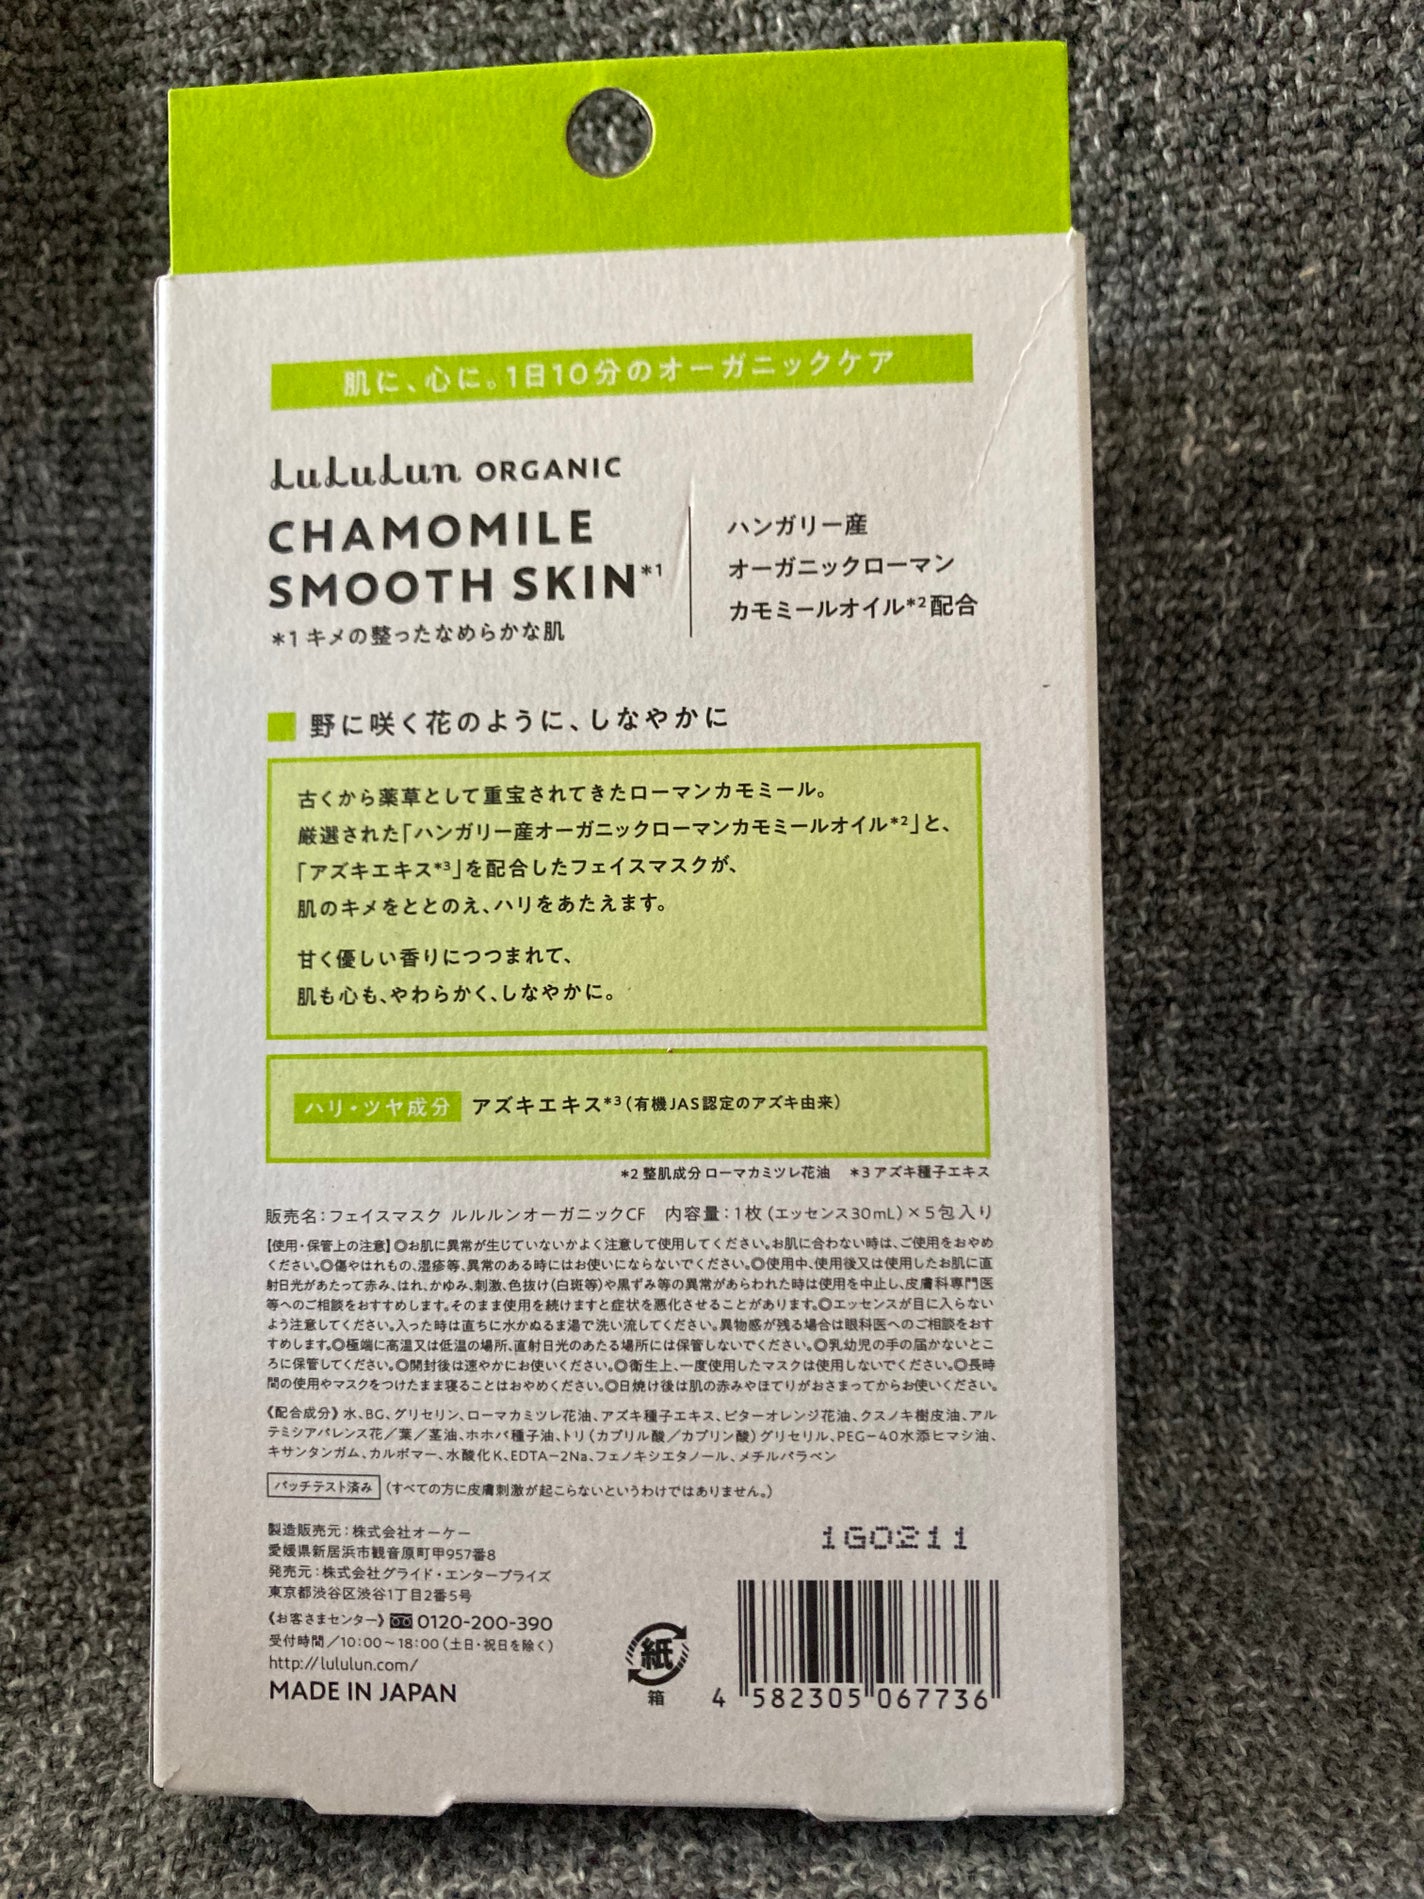 肌に、心に。1日10分のオーガニックケア
LuLuLun ORGANIC
CHAMOMILE
SMOOTH SKIN*1
*1 キメの整ったなめらかな肌
ハンガリー産
オーガニックローマン
カモミールオイル*2配合
野に咲く花のように、しなやかに
古くから薬草として重宝されてきたローマンカモミール。
厳選された「ハンガリー産オーガニックローマンカモミールオイル*2」と、
「アズキエキス*3」を配合したフェイスマスクが、
肌のキメをととのえ、ハリをあたえます。
甘く優しい香りにつつまれて、
肌も心も、やわらかく、しなやかに。
ハリ・ツヤ成分 アズキエキス*3(有機JAS認定のアズキ由来)
*2 整肌成分 ローマカミツレ花油 *3 アズキ種子エキス
販売名:フェイスマスク ルルルンオーガニックCF 内容量:1枚(エッセンス30mL)×5包入り
【使用・保管上の注意】◎お肌に異常が生じていないかよく注意して使用してください。お肌に合わない時は、ご使用をおやめ
ください。◎傷やはれもの、湿疹等、異常のある時にはお使いにならないでください。◎使用中、使用後又は使用したお肌に直
射日光があたって赤み、はれ、かゆみ、刺激、色抜け(白斑等)や黒ずみ等の異常があらわれた時は使用を中止し、皮膚科専門医
等へのご相談をおすすめします。そのまま使用を続けますと症状を悪化させることがあります。◎エッセンスが目に入らない
よう注意してください。入った時は直ちに水かぬるま湯で洗い流してください。異物感が残る場合は眼科医へのご相談をおす
すめします。◎極端に高温又は低温の場所、直射日光のあたる場所には保管しないでください。◎乳幼児の手の届かないとこ
ろに保管してください。◎開封後は速やかにお使いください。◎衛生上、一度使用したマスクは使用しないでください。◎長時
間の使用やマスクをつけたまま寝ることはおやめください。◎日焼け後は肌の赤みやほてりがおさまってからお使いください。
《配合成分》水、BG、グリセリン、ローマカミツレ花油、アズキ種子エキス、ビターオレンジ花油、クスノキ樹皮油、アル
テミシアパレンス花/葉/茎油、ホホバ種子油、トリ(カプリル酸/カプリン酸)グリセリル、PEG-40水添ヒマシ油、
キサンタンガム、カルボマー、水酸化K、EDTA-2Na、フェノキシエタノール、メチルパラベン
パッチテスト済み (すべての方に皮膚刺激が起こらないというわけではありません。)
製造販売元:株式会社オーケー
愛媛県新居浜市観音原町甲957番8
発売元:株式会社グライド・エンタープライズ
東京都渋谷区渋谷1丁目2番5号
《お客さまセンター》0120-200-390
受付時間/10:00~18:00(土日・祝日を除く)
http://lululun.com/
MADE IN JAPAN
1G0211
紙
箱
4 582305 067736